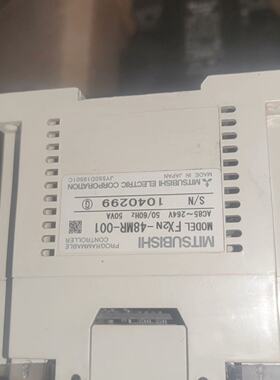 MITSUBISHI
PROGRAMMABLE
CONTROLLER
MODEL FX2N-48MR-001
AC85~264V 50/60Hz 50VA
S/N 1040299 G
MITSUBISHI ELECTRIC CORPORATION
MADE IN JAPAN